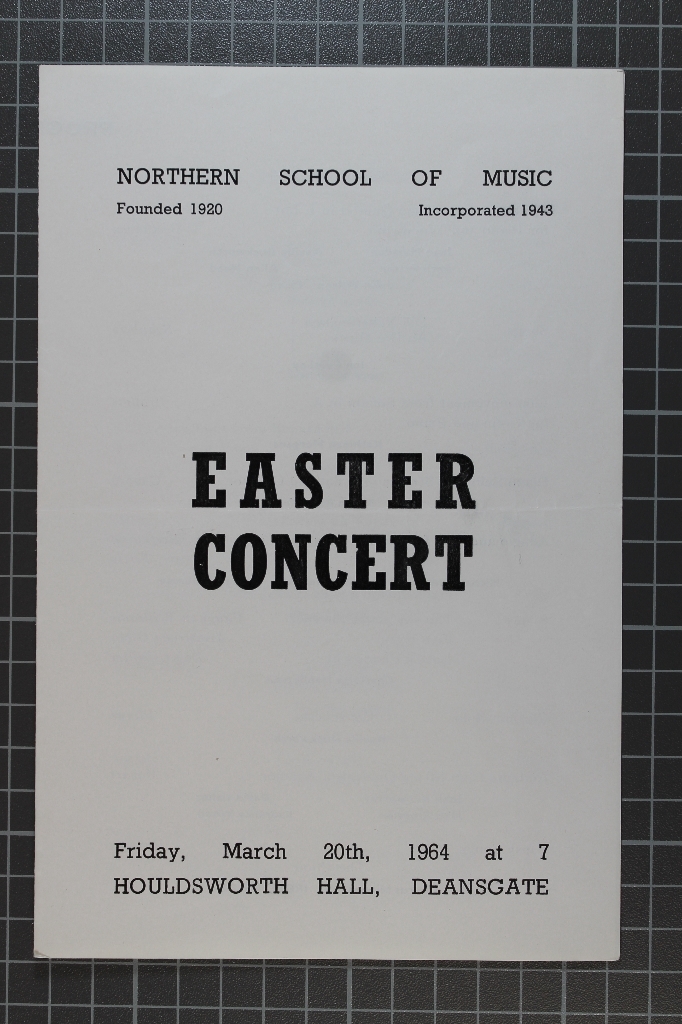 NORTHERN SCHOOL OF MUSIC
Founded 1920 Incorporated 1943
EASTER
CONCERT
Friday, March 20th, 1964 at 7
HOULDSWORTH HALL, DEANSGATE